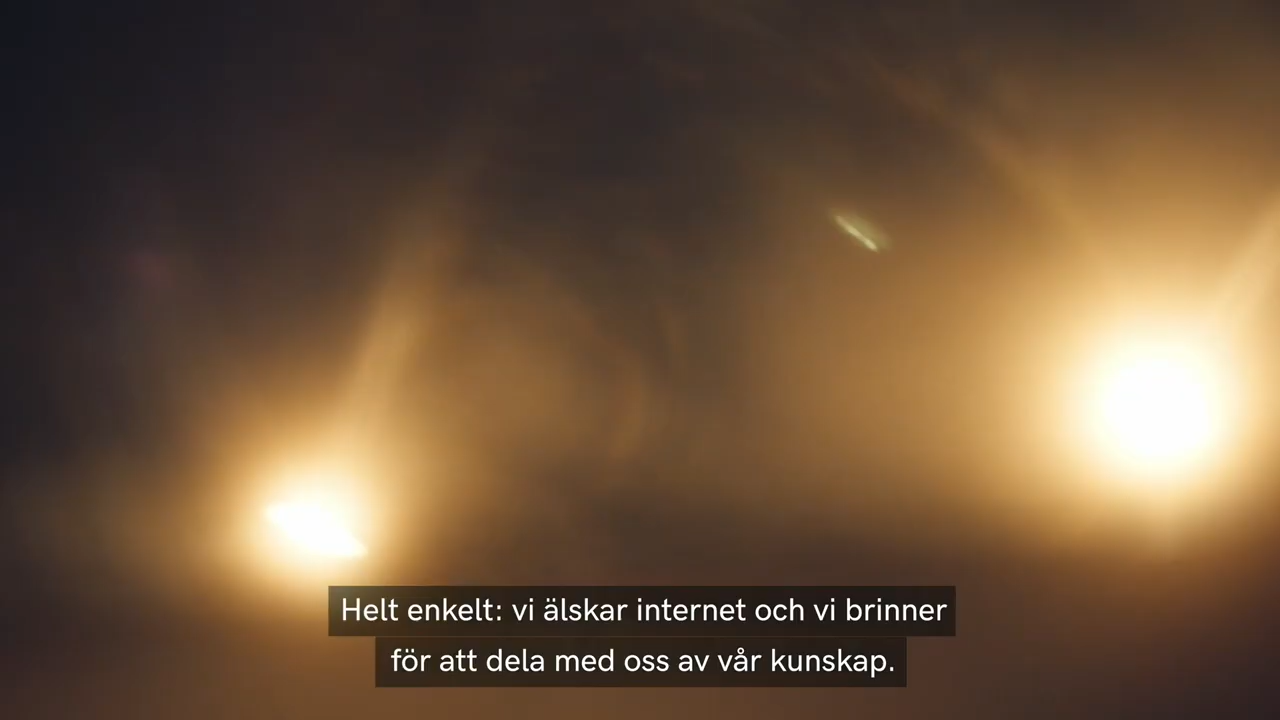 Helt enkelt: vi älskar internet och vi brinner
för att dela med oss av vår kunskap.